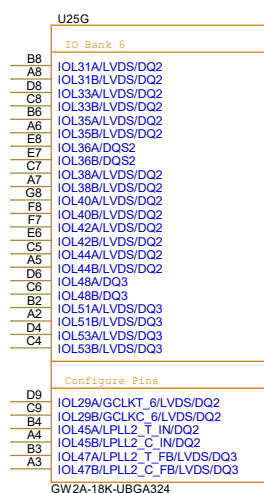 U25G
IO Bank 6
B8 IOL31A/LVDS/DQ2
A8 IOL31B/LVDS/DQ2
D8 IOL33A/LVDS/DQ2
C8 IOL33B/LVDS/DQ2
B6 IOL35A/LVDS/DQ2
A6 IOL35B/LVDS/DQ2
E8 IOL36A/DQS2
E7 IOL36B/DQS2
C7 IOL38A/LVDS/DQ2
A7 IOL38B/LVDS/DQ2
G8 IOL40A/LVDS/DQ2
F8 IOL40B/LVDS/DQ2
F7 IOL42A/LVDS/DQ2
E6 IOL42B/LVDS/DQ2
C5 IOL44A/LVDS/DQ2
A5 IOL44B/LVDS/DQ2
D6 IOL48A/DQ3
C6 IOL48B/DQ3
B2 IOL51A/LVDS/DQ3
A2 IOL51B/LVDS/DQ3
D4 IOL53A/LVDS/DQ3
C4 IOL53B/LVDS/DQ3
Configure Pins
D9 IOL29A/GCLKT_6/LVDS/DQ2
C9 IOL29B/GCLKC_6/LVDS/DQ2
B4 IOL45A/LPLL2_T_IN/DQ2
A4 IOL45B/LPLL2_C_IN/DQ2
B3 IOL47A/LPLL2_T_FB/LVDS/DQ3
A3 IOL47B/LPLL2_C_FB/LVDS/DQ3
GW2A-18K-UBGA324